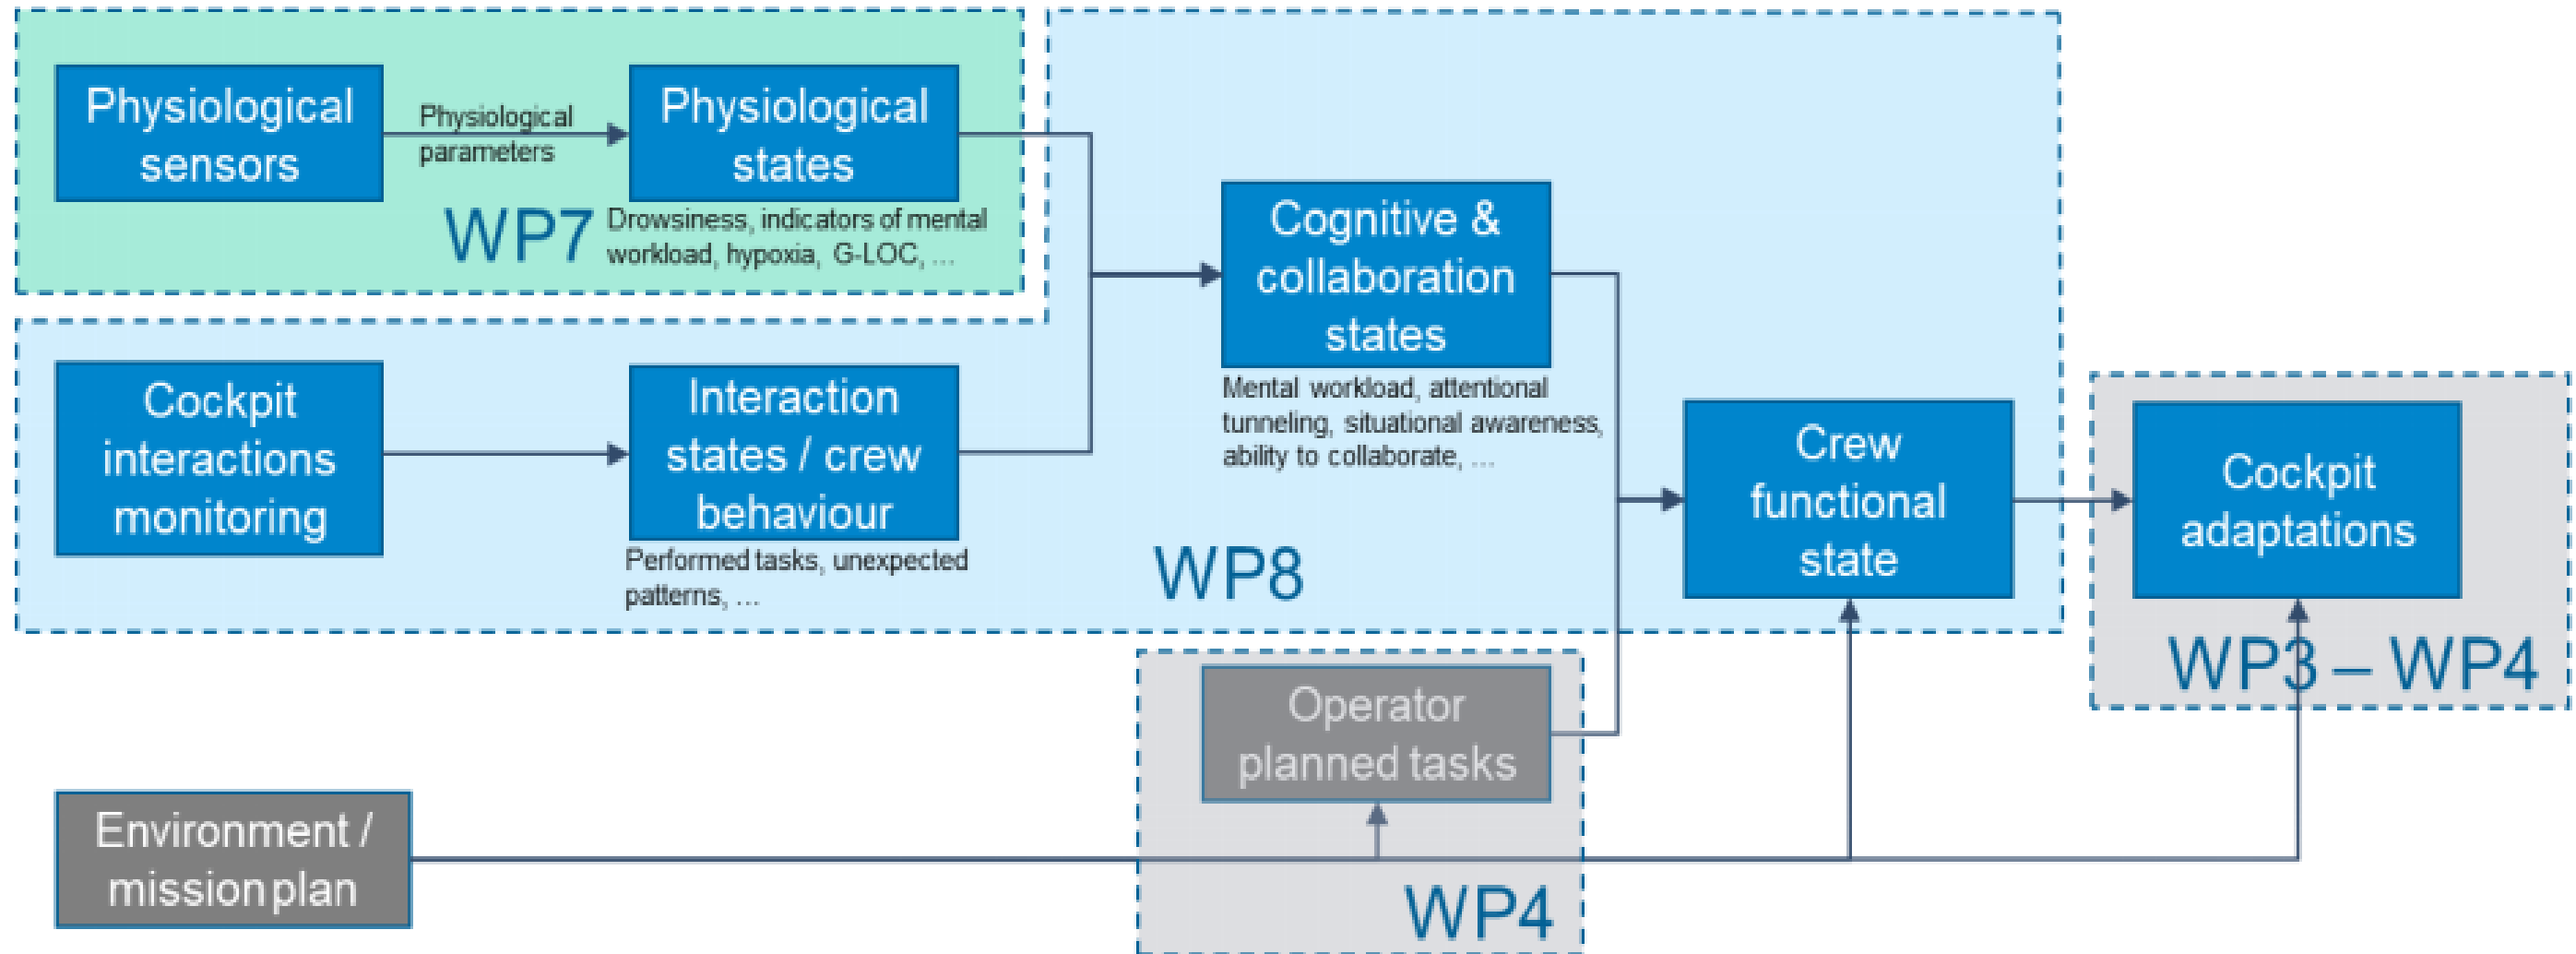 Physiological
sensors
Physiological
parameters
Physiological
states
WP7
Drowsiness, indicators of mental
workload, hypoxia, G-LOC, ...
Cockpit
interactions
monitoring
Interaction
states / crew
behaviour
Performed tasks, unexpected
patterns, ...
Cognitive &
collaboration
states
Mental workload, attentional
tunneling, situational awareness,
ability to collaborate, ...
WP8
Crew
functional
state
Cockpit
adaptations
WP3 – WP4
Operator
planned tasks
WP4
Environment /
mission plan